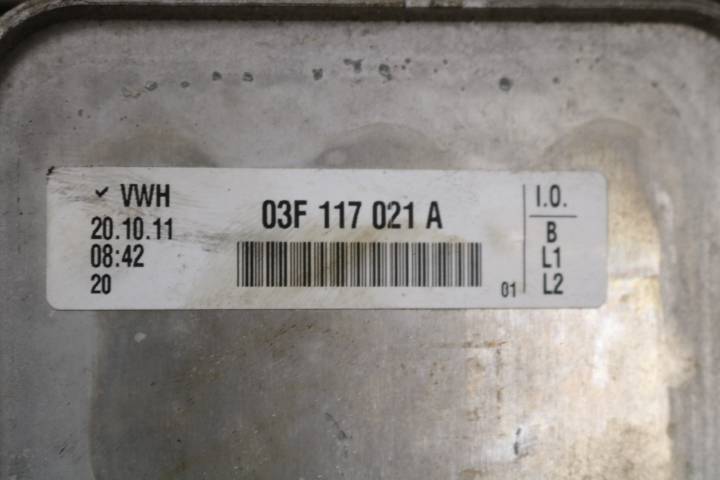 ✓ VWH
20.10.11
08:42
20
03F 117 021 A
01
I.O.
B
L1
L2